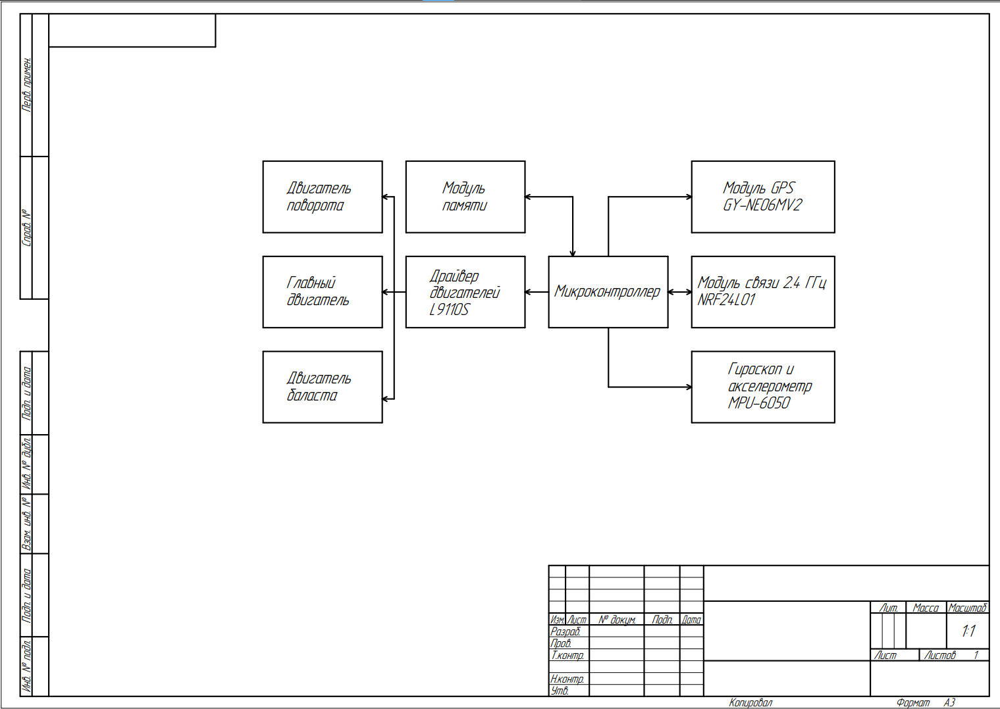 Перв. примен.
Справ. №
Подп. и дата
Инв. № дубл.
Взам. инв. №
Подп. и дата
Инв. № подл.
Двигатель
поворота
Модуль
памяти
Модуль GPS
GY-NEO6MV2
Главный
двигатель
Драйвер
двигателей
L9110S
Микроконтроллер
Модуль связи 2.4 ГГц
NRF24L01
Двигатель
баласта
Гироскоп и
акселерометр
MPU-6050
Изм. Лист № докум. Подп. Дата
Разраб.
Пров.
Т.контр.
Н.контр.
Утв.
Лит. Масса Масштаб
1:1
Лист Листов 1
Копировал Формат А3